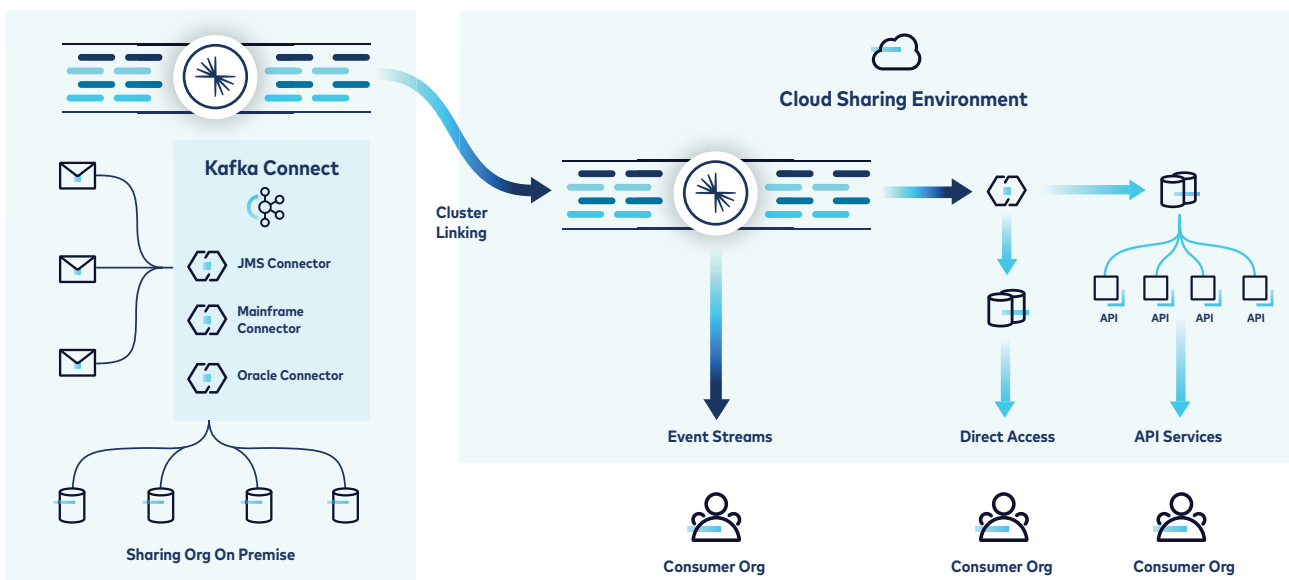 Cloud Sharing Environment
Kafka Connect
JMS Connector
Mainframe
Connector
Oracle Connector
Sharing Org On Premise
Cluster
Linking
API
API
API
API
Event Streams
Direct Access
API Services
Consumer Org
Consumer Org
Consumer Org